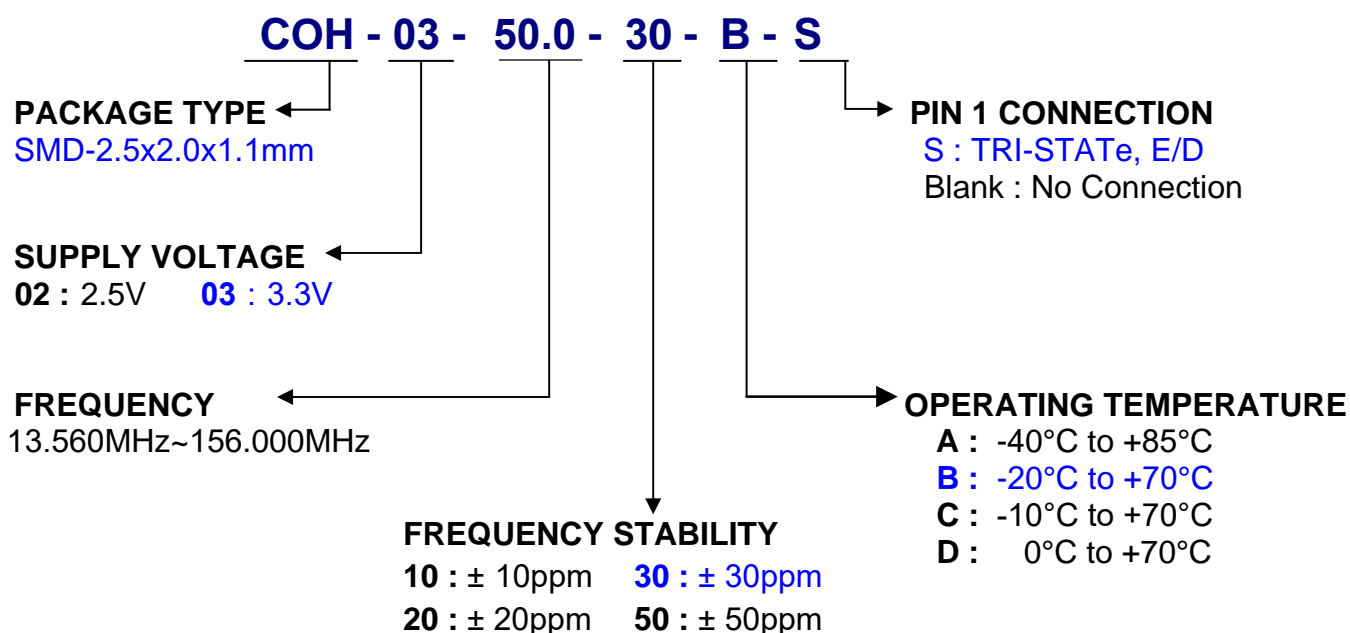 COH - 03 - 50.0 - 30 - B - S
PACKAGE TYPE
SMD-2.5x2.0x1.1mm
PIN 1 CONNECTION
S : TRI-STATe, E/D
Blank : No Connection
SUPPLY VOLTAGE
02 : 2.5V 03 : 3.3V
FREQUENCY
13.560MHz~156.000MHz
OPERATING TEMPERATURE
A : -40°C to +85°C
B : -20°C to +70°C
C : -10°C to +70°C
D : 0°C to +70°C
FREQUENCY STABILITY
10 : ± 10ppm 30 : ± 30ppm
20 : ± 20ppm 50 : ± 50ppm